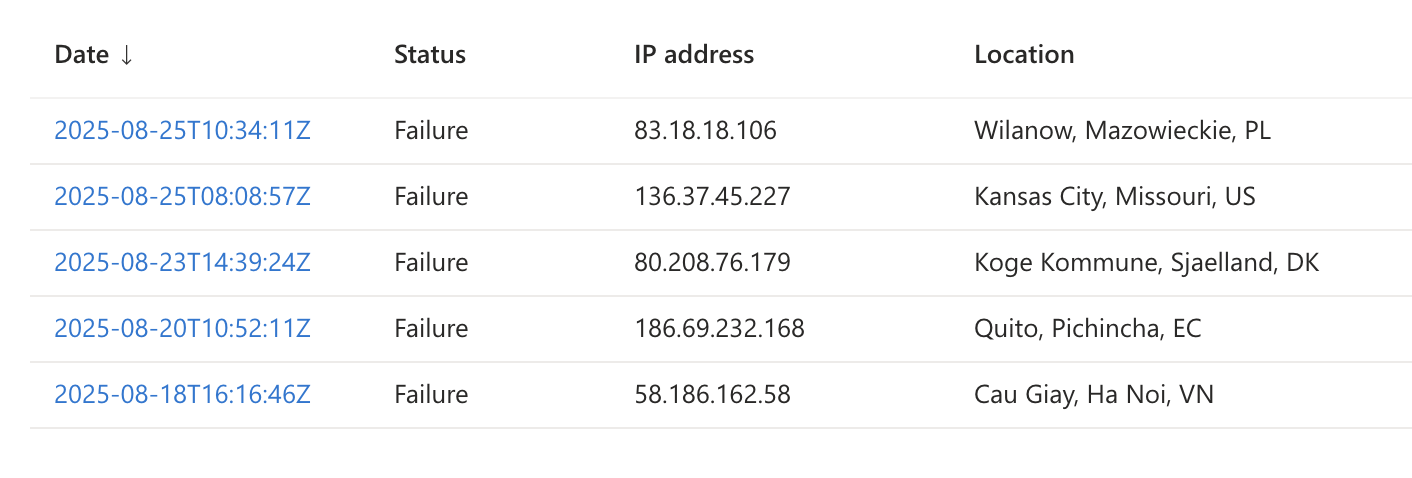 Date ↓ Status IP address Location
2025-08-25T10:34:11Z Failure 83.18.18.106 Wilanow, Mazowieckie, PL
2025-08-25T08:08:57Z Failure 136.37.45.227 Kansas City, Missouri, US
2025-08-23T14:39:24Z Failure 80.208.76.179 Koge Kommune, Sjaelland, DK
2025-08-20T10:52:11Z Failure 186.69.232.168 Quito, Pichincha, EC
2025-08-18T16:16:46Z Failure 58.186.162.58 Cau Giay, Ha Noi, VN